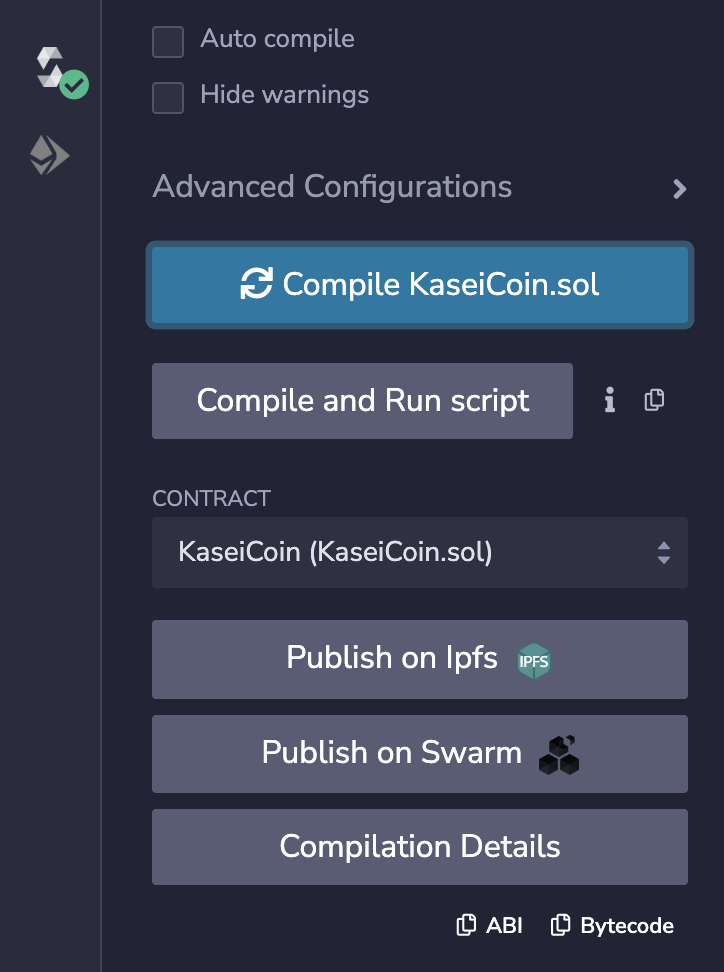 Auto compile
Hide warnings
Advanced Configurations
Compile KaseiCoin.sol
Compile and Run script
CONTRACT
KaseiCoin (KaseiCoin.sol)
Publish on Ipfs IPFS
Publish on Swarm
Compilation Details
ABI Bytecode